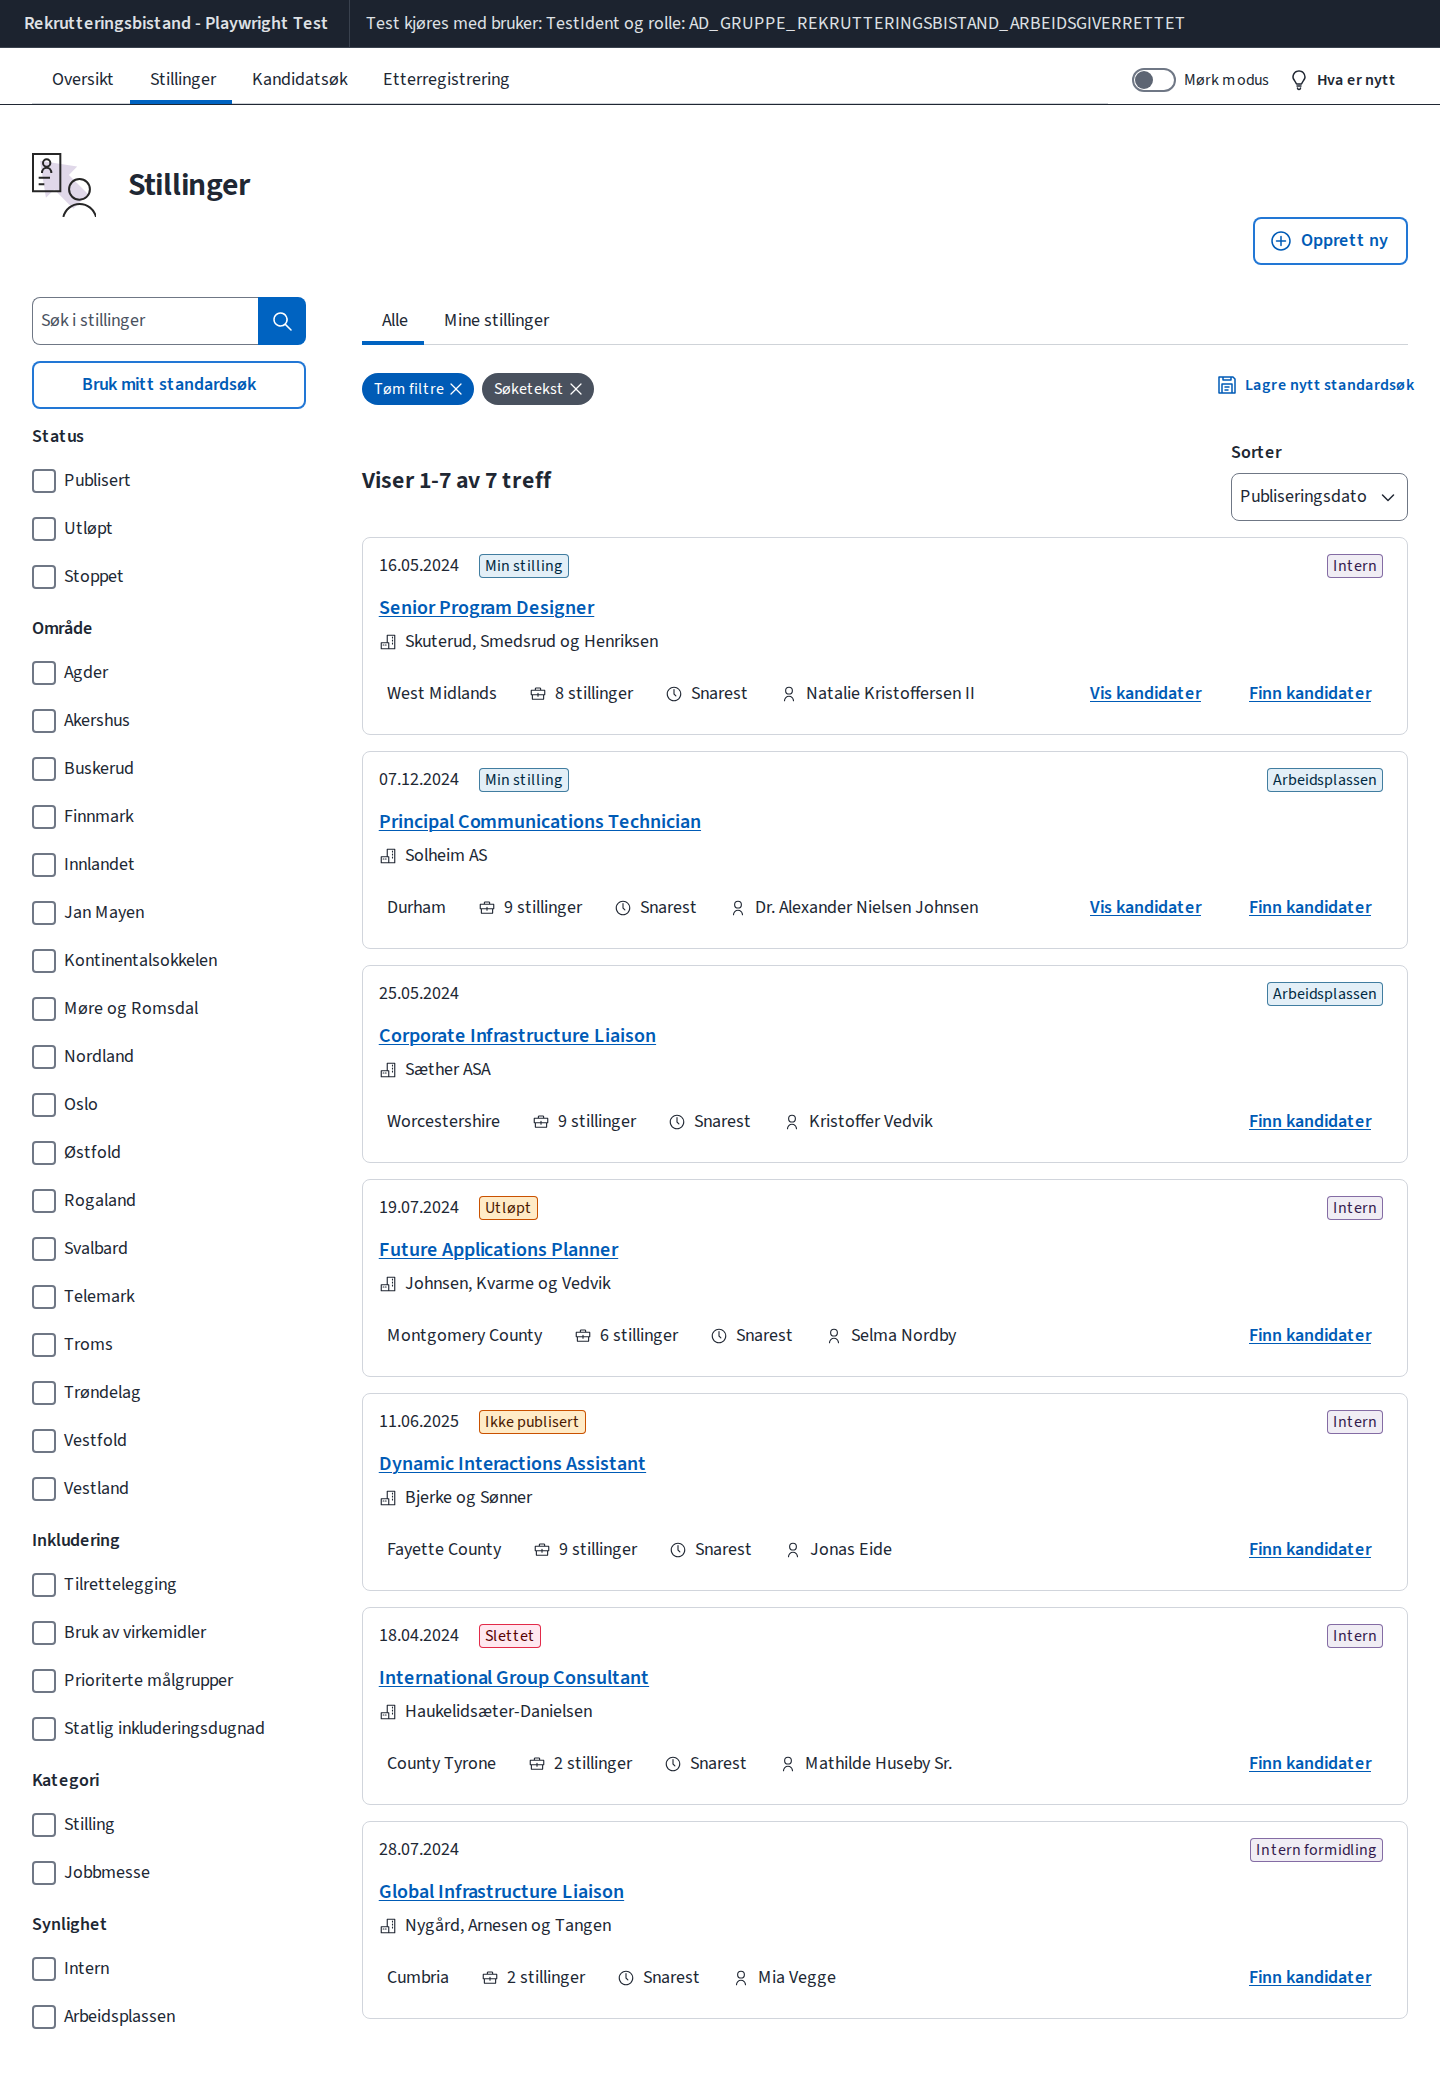 Rekrutteringsbistand - Playwright Test
Test kjøres med bruker: TestIdent og rolle: AD_GRUPPE_REKRUTTERINGSBISTAND_ARBEIDSGIVERRETTET
Oversikt
Stillinger
Kandidatsøk
Etterregistrering
Mørk modus
Hva er nytt
Stillinger
Opprett ny
Søk i stillinger
Bruk mitt standardsøk
Status
Publisert
Utløpt
Stoppet
Område
Agder
Akershus
Buskerud
Finnmark
Innlandet
Jan Mayen
Kontinentalsokkelen
Møre og Romsdal
Nordland
Oslo
Østfold
Rogaland
Svalbard
Telemark
Troms
Trøndelag
Vestfold
Vestland
Inkludering
Tilrettelegging
Bruk av virkemidler
Prioriterte målgrupper
Statlig inkluderingsdugnad
Kategori
Stilling
Jobbmesse
Synlighet
Intern
Arbeidsplassen
Alle
Mine stillinger
Tøm filtre
Søketekst
Lagre nytt standardsøk
Viser 1-7 av 7 treff
Sorter
Publiseringsdato
16.05.2024 Min stilling Intern
Senior Program Designer
Skuterud, Smedsrud og Henriksen
West Midlands 8 stillinger Snarest Natalie Kristoffersen II Vis kandidater Finn kandidater
07.12.2024 Min stilling Arbeidsplassen
Principal Communications Technician
Solheim AS
Durham 9 stillinger Snarest Dr. Alexander Nielsen Johnsen Vis kandidater Finn kandidater
25.05.2024 Arbeidsplassen
Corporate Infrastructure Liaison
Sæther ASA
Worcestershire 9 stillinger Snarest Kristoffer Vedvik Finn kandidater
19.07.2024 Utløpt Intern
Future Applications Planner
Johnsen, Kvarme og Vedvik
Montgomery County 6 stillinger Snarest Selma Nordby Finn kandidater
11.06.2025 Ikke publisert Intern
Dynamic Interactions Assistant
Bjerke og Sønner
Fayette County 9 stillinger Snarest Jonas Eide Finn kandidater
18.04.2024 Slettet Intern
International Group Consultant
Haukelidsæter-Danielsen
County Tyrone 2 stillinger Snarest Mathilde Huseby Sr. Finn kandidater
28.07.2024 Intern formidling
Global Infrastructure Liaison
Nygård, Arnesen og Tangen
Cumbria 2 stillinger Snarest Mia Vegge Finn kandidater